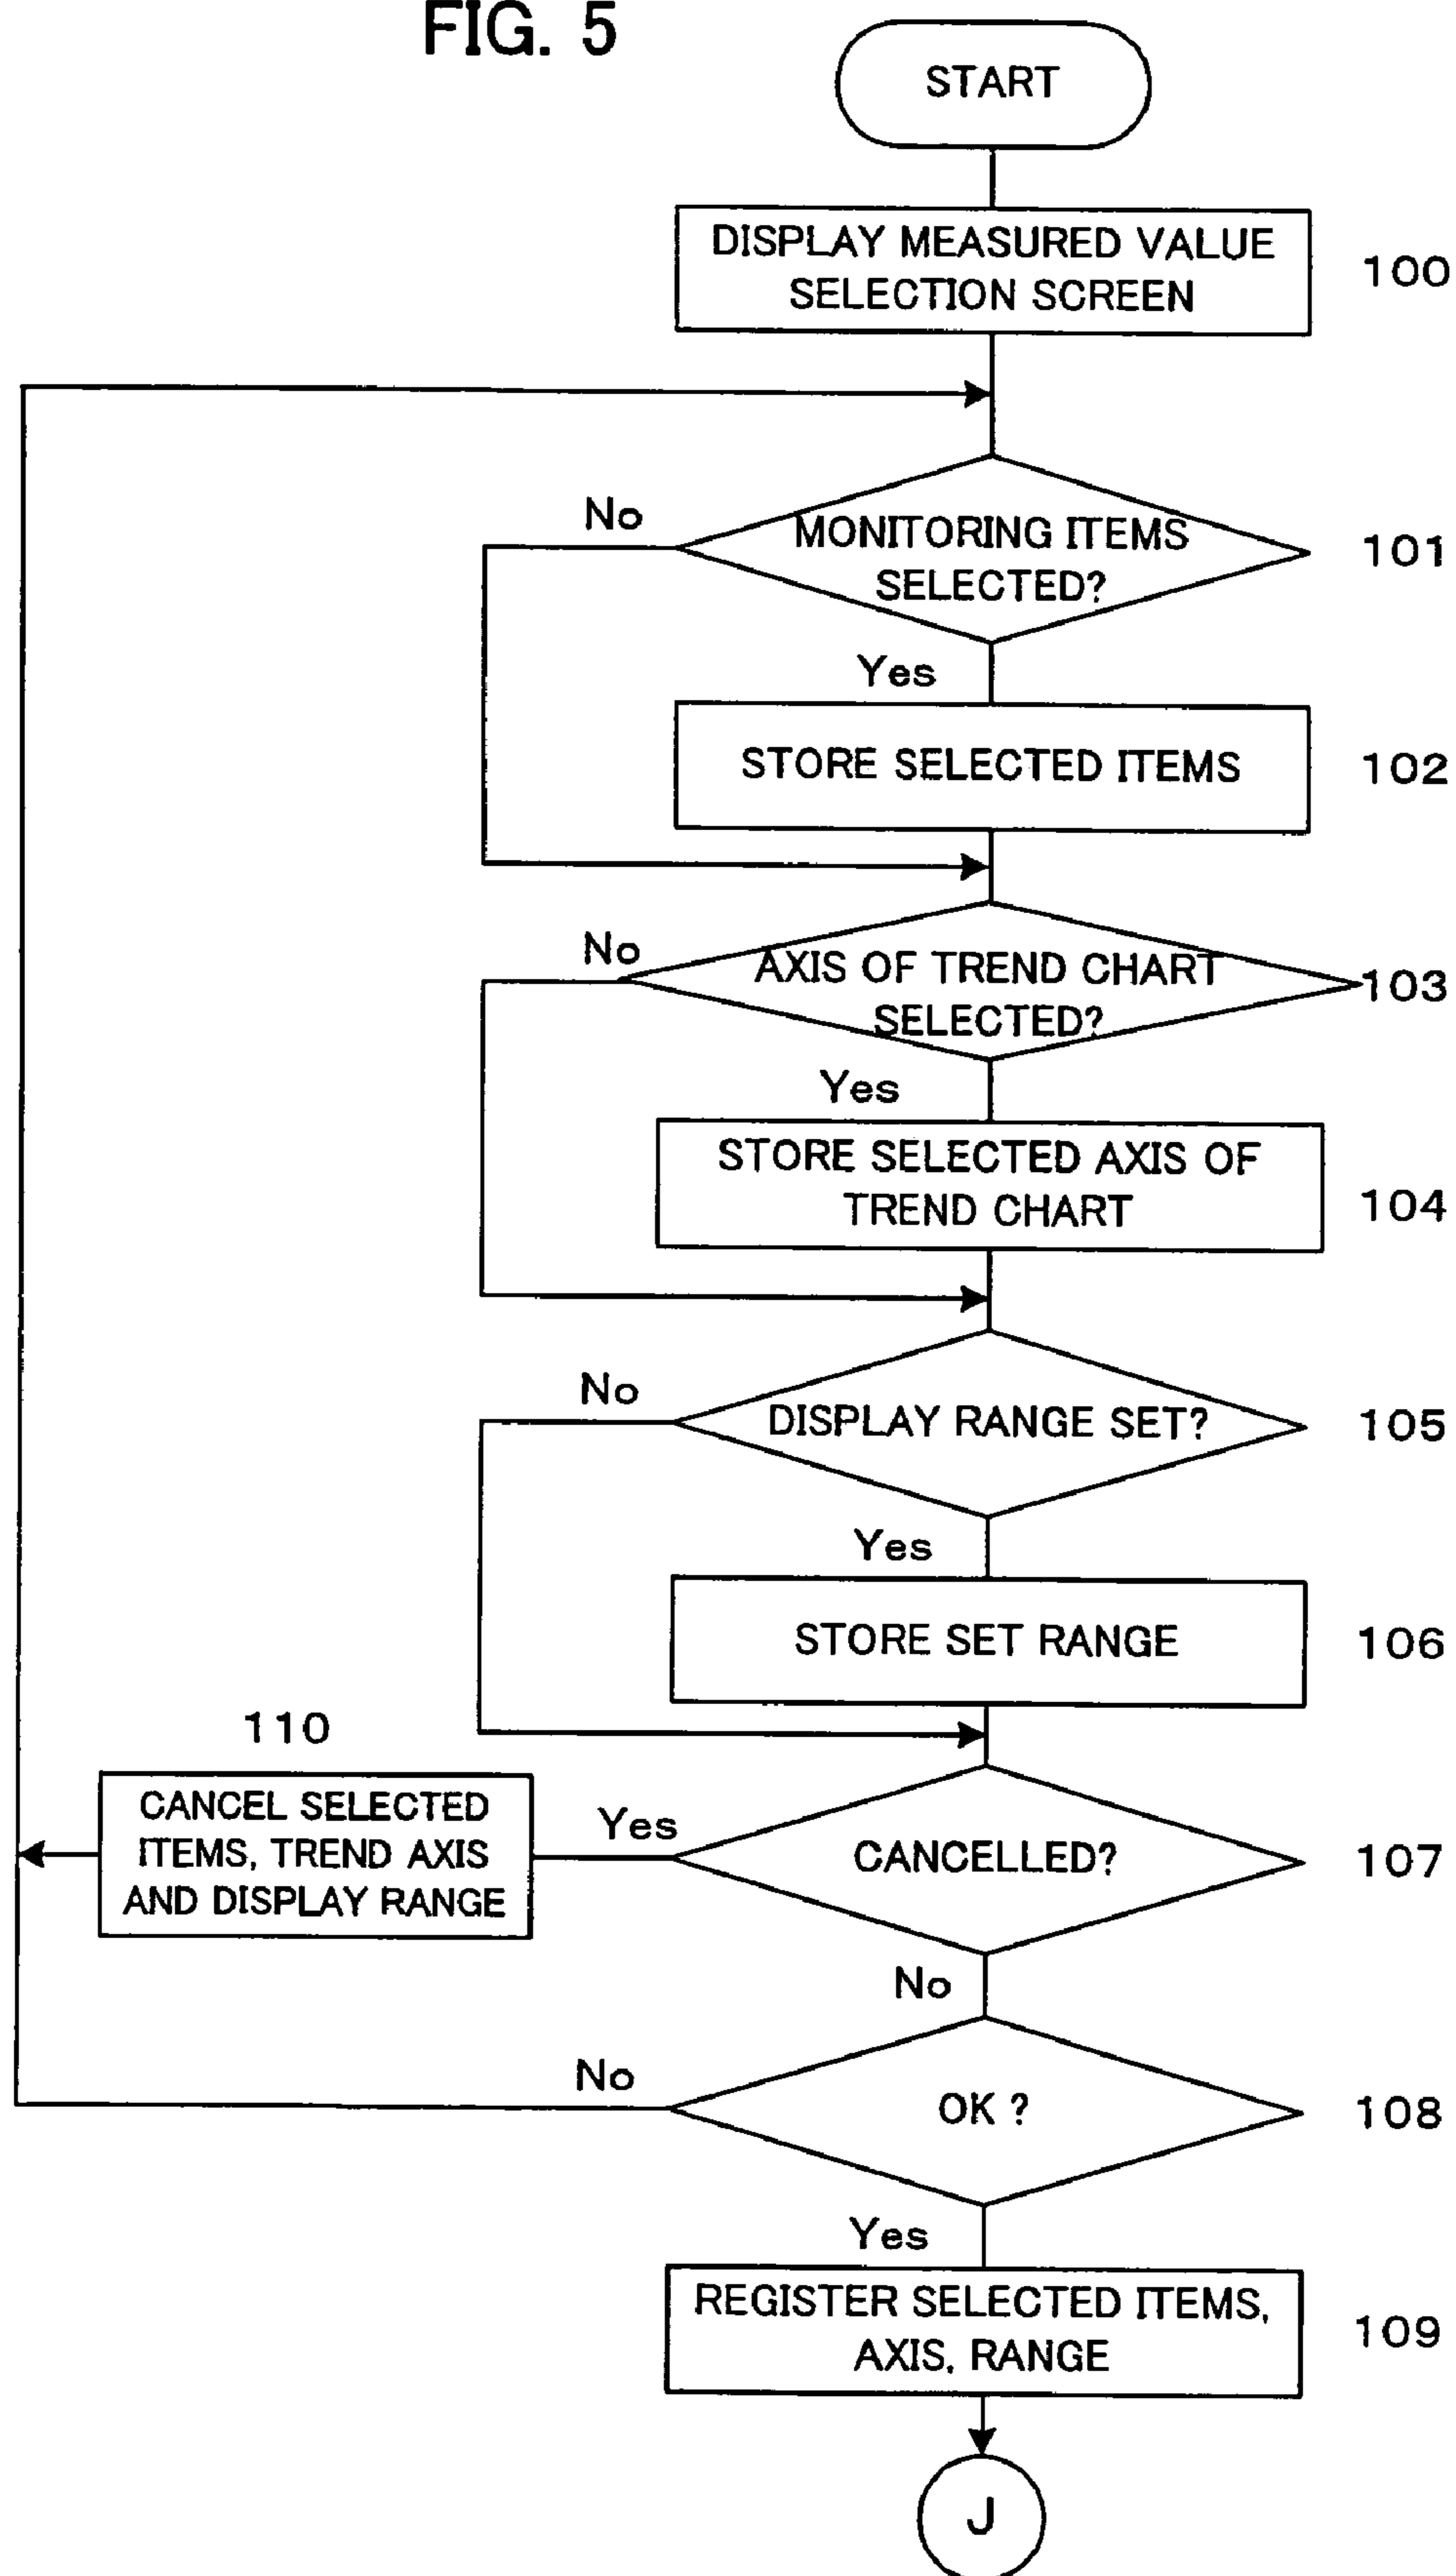 FIG. 5
START
DISPLAY MEASURED VALUE
SELECTION SCREEN
100
No
MONITORING ITEMS
SELECTED?
101
Yes
STORE SELECTED ITEMS
102
No
AXIS OF TREND CHART
SELECTED?
103
Yes
STORE SELECTED AXIS OF
TREND CHART
104
No
DISPLAY RANGE SET?
105
Yes
STORE SET RANGE
106
110
CANCEL SELECTED
ITEMS, TREND AXIS
AND DISPLAY RANGE
Yes
CANCELLED?
107
No
No
OK ?
108
Yes
REGISTER SELECTED ITEMS,
AXIS, RANGE
109
J